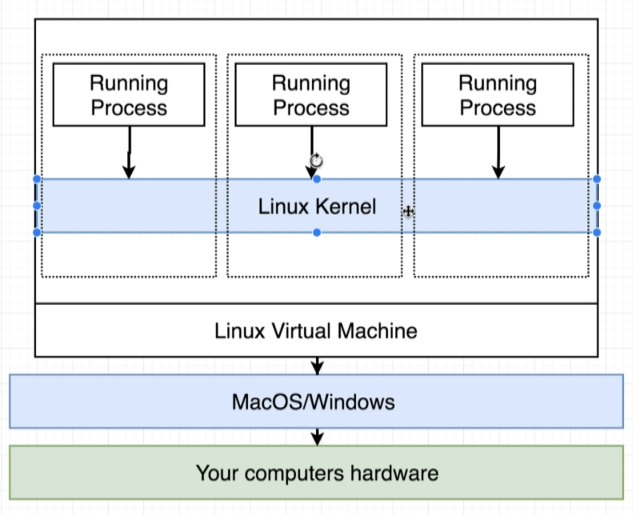 Running
Process
Running
Process
Running
Process
Linux Kernel
Linux Virtual Machine
MacOS/Windows
Your computers hardware